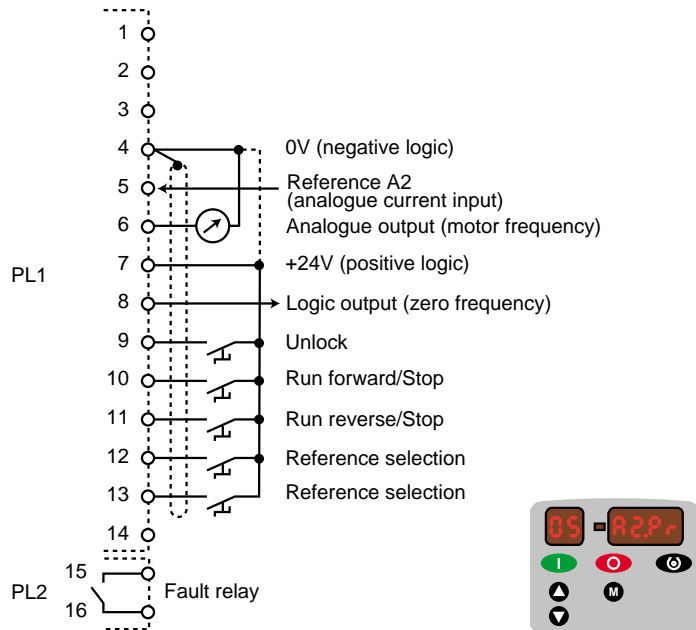 1
2
3
4 0V (negative logic)
5 Reference A2
(analogue current input)
6 Analogue output (motor frequency)
7 +24V (positive logic)
PL1
8 Logic output (zero frequency)
9 Unlock
10 Run forward/Stop
11 Run reverse/Stop
12 Reference selection
13 Reference selection
14
05 - A2.Pr
I O
M
15
PL2 Fault relay
16